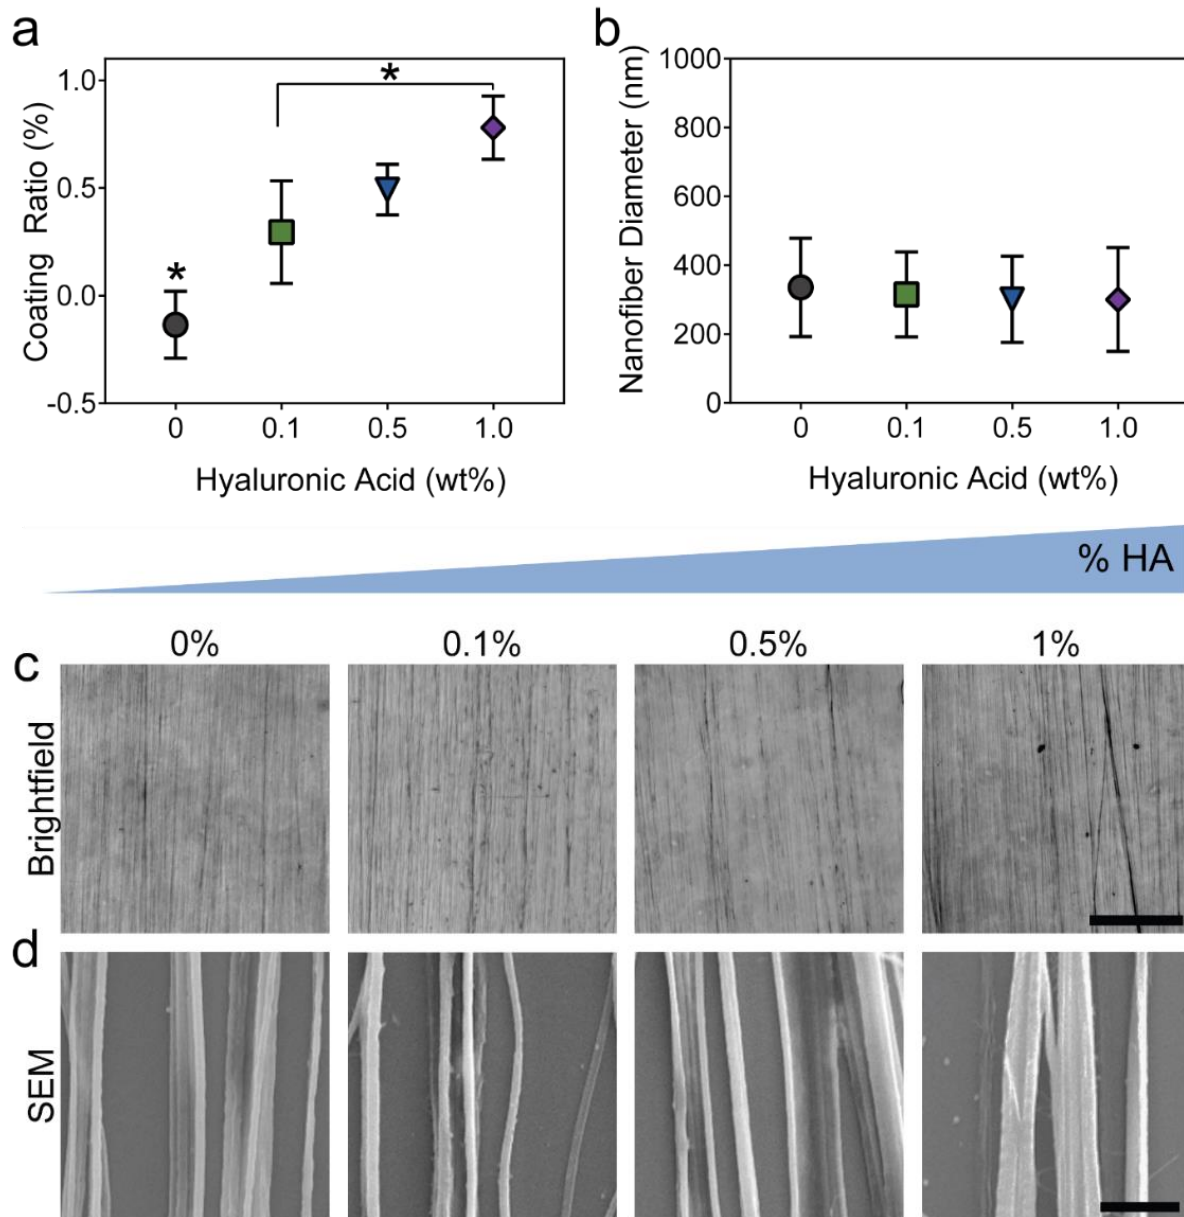 a
*
*
1.0
0.5
0.0
-0.5
Coating Ratio (%)
0 0.1 0.5 1.0
Hyaluronic Acid (wt%)
b
1000
800
600
400
200
0
Nanofiber Diameter (nm)
0 0.1 0.5 1.0
Hyaluronic Acid (wt%)
% HA
0% 0.1% 0.5% 1%
c
Brightfield
d
SEM